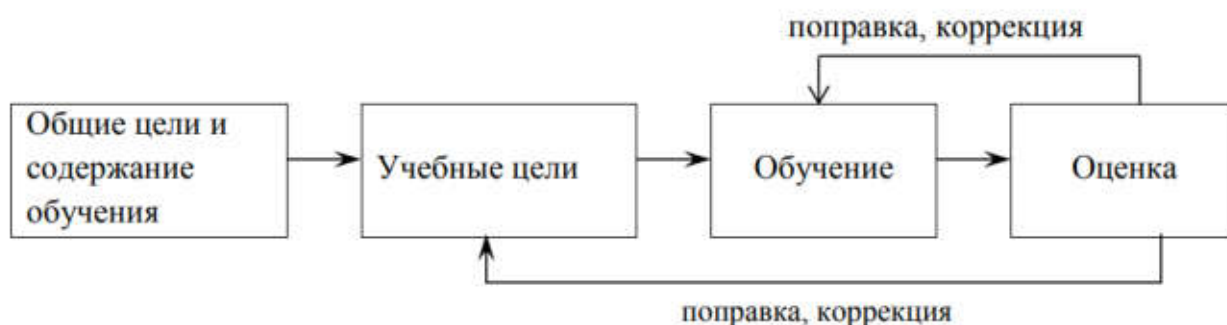 поправка, коррекция
Общие цели и
содержание
обучения
Учебные цели
Обучение
Оценка
поправка, коррекция